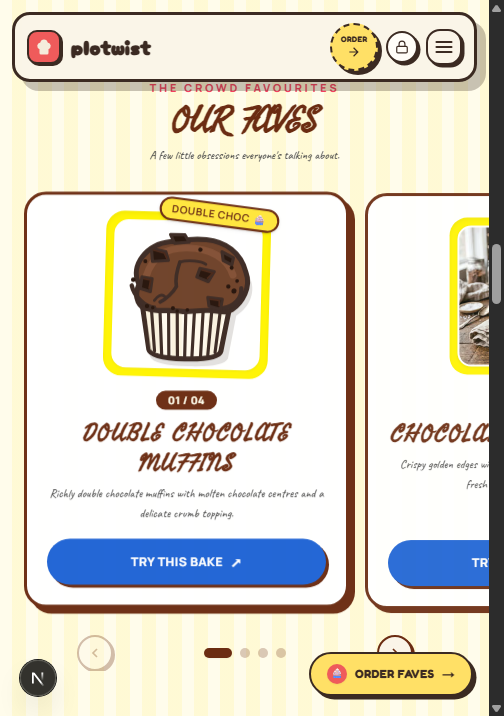 plotwist
ORDER
→
THE CROWD FAVOURITES
OUR FAVES
A few little obsessions everyone's talking about.
DOUBLE CHOC 🧁
01 / 04
DOUBLE CHOCOLATE
MUFFINS
Richly double chocolate muffins with molten chocolate centres and a
delicate crumb topping.
TRY THIS BAKE ↗
CHOCOLA
Crispy golden edges w
fresh
TR
N
ORDER FAVES →